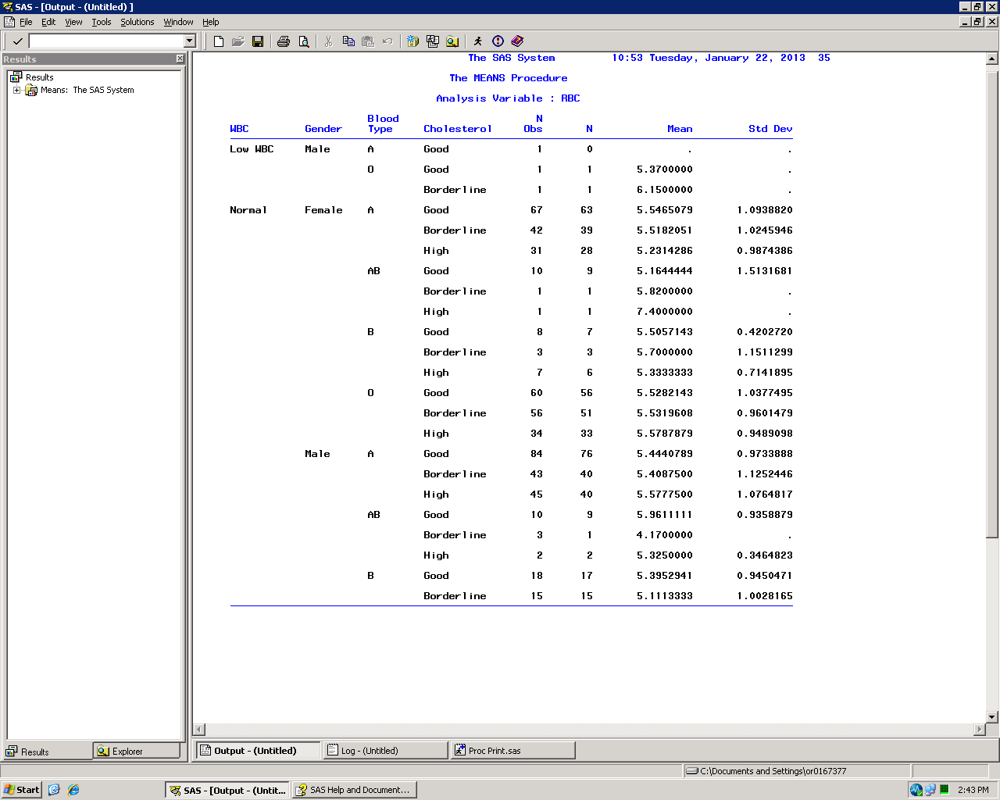 SAS - [Output - (Untitled) ]
File Edit View Tools Solutions Window Help
Results
Results
Means: The SAS System
The SAS System 10:53 Tuesday, January 22, 2013 35
The MEANS Procedure
Analysis Variable : RBC
Blood N
WBC Gender Type Cholesterol Obs N Mean Std Dev
Low WBC Male A Good 1 0 . .
O Good 1 1 5.3700000 .
Borderline 1 1 6.1500000 .
Normal Female A Good 67 63 5.5465079 1.0938820
Borderline 42 39 5.5182051 1.0245946
High 31 28 5.2314286 0.9874386
AB Good 10 9 5.1644444 1.5131681
Borderline 1 1 5.8200000 .
High 1 1 7.4000000 .
B Good 8 7 5.5057143 0.4202720
Borderline 3 3 5.7000000 1.1511299
High 7 6 5.3333333 0.7141895
O Good 60 56 5.5282143 1.0377495
Borderline 56 51 5.5319608 0.9601479
High 34 33 5.5787879 0.9489098
Male A Good 84 76 5.4440789 0.9733888
Borderline 43 40 5.4087500 1.1252446
High 45 40 5.5777500 1.0764817
AB Good 10 9 5.9611111 0.9358879
Borderline 3 1 4.1700000 .
High 2 2 5.3250000 0.3464823
B Good 18 17 5.3952941 0.9450471
Borderline 15 15 5.1113333 1.0028165
Results Explorer
Output - (Untitled) Log - (Untitled) Proc Print.sas
C:\Documents and Settings\or0167377
Start SAS - [Output - (Untit... SAS Help and Document... 2:43 PM